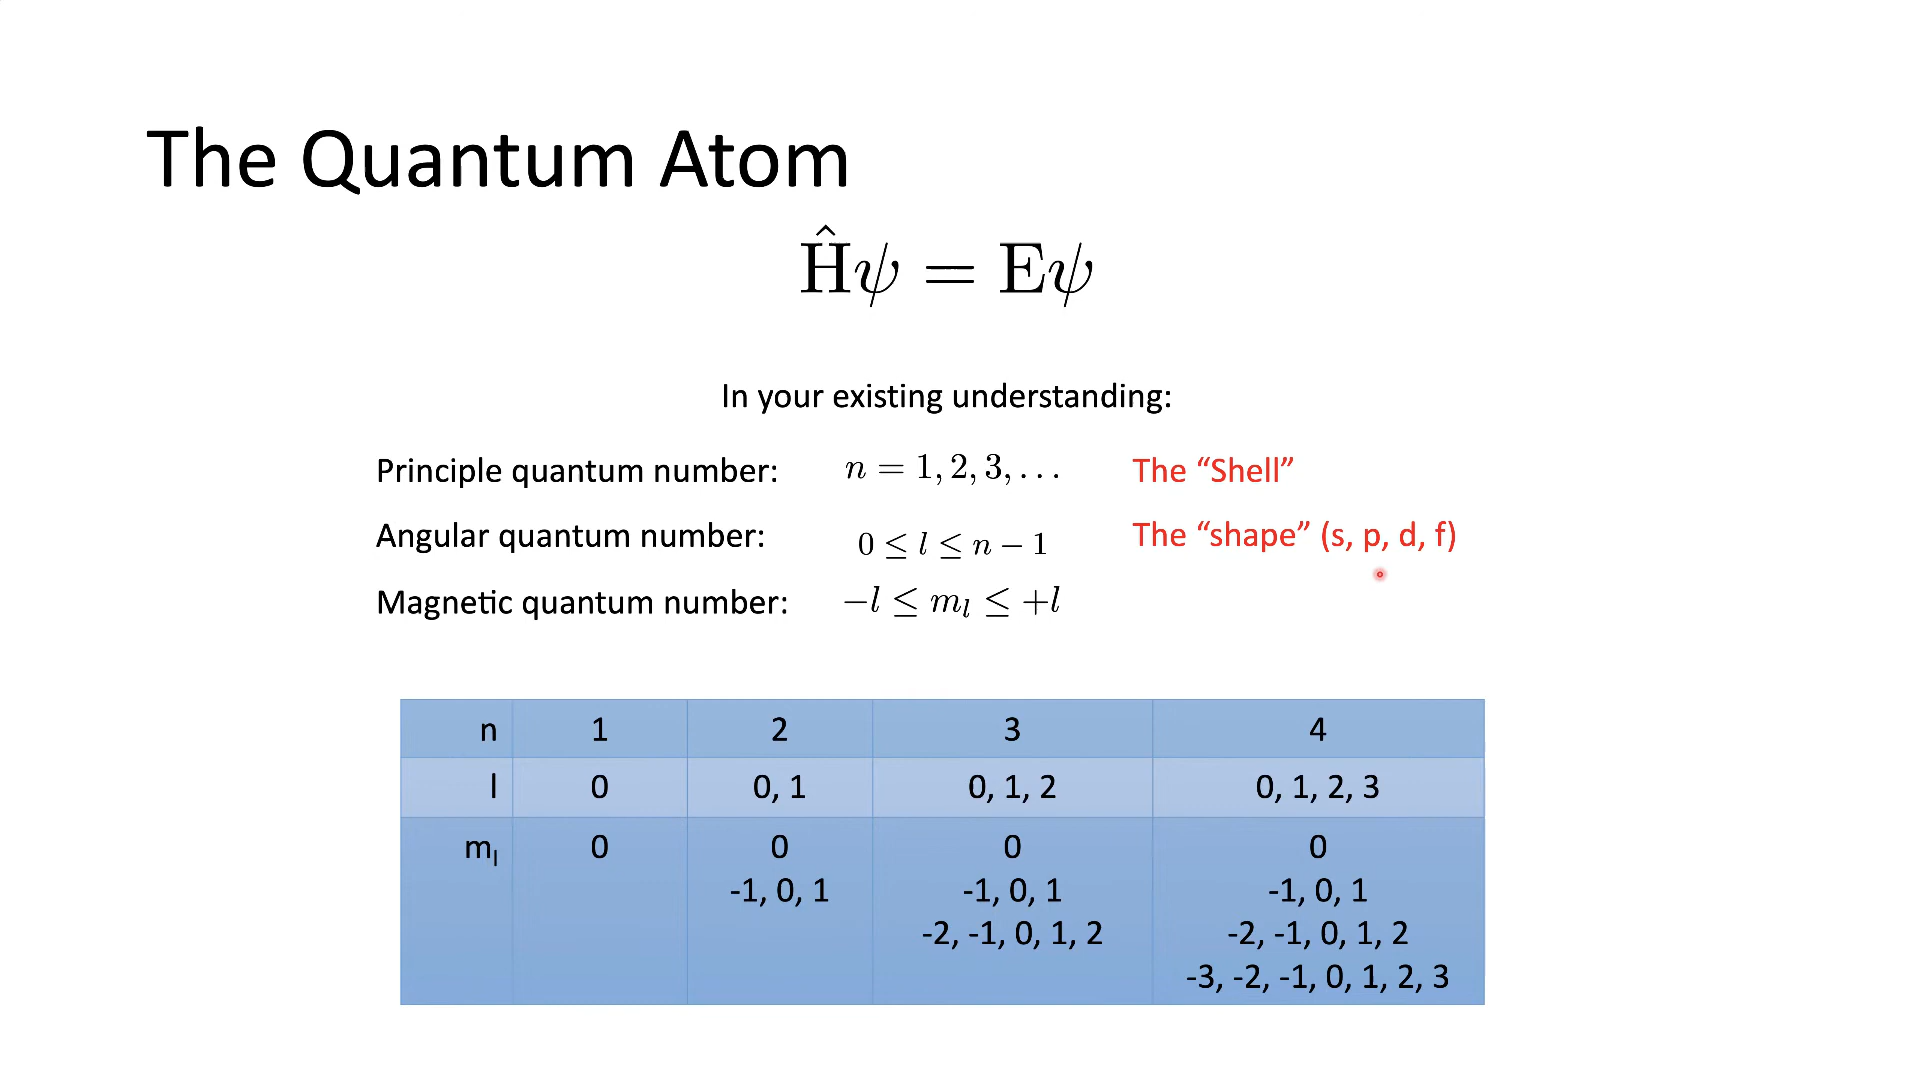 The Quantum Atom
Ĥψ = Eψ
In your existing understanding:
Principle quantum number: n = 1, 2, 3, . . . The “Shell”
Angular quantum number: 0 ≤ l ≤ n − 1 The “shape” (s, p, d, f)
Magnetic quantum number: −l ≤ mₗ ≤ +l
n 1 2 3 4
l 0 0, 1 0, 1, 2 0, 1, 2, 3
mₗ 0 0 0 0
-1, 0, 1 -1, 0, 1 -1, 0, 1
-2, -1, 0, 1, 2 -2, -1, 0, 1, 2
-3, -2, -1, 0, 1, 2, 3